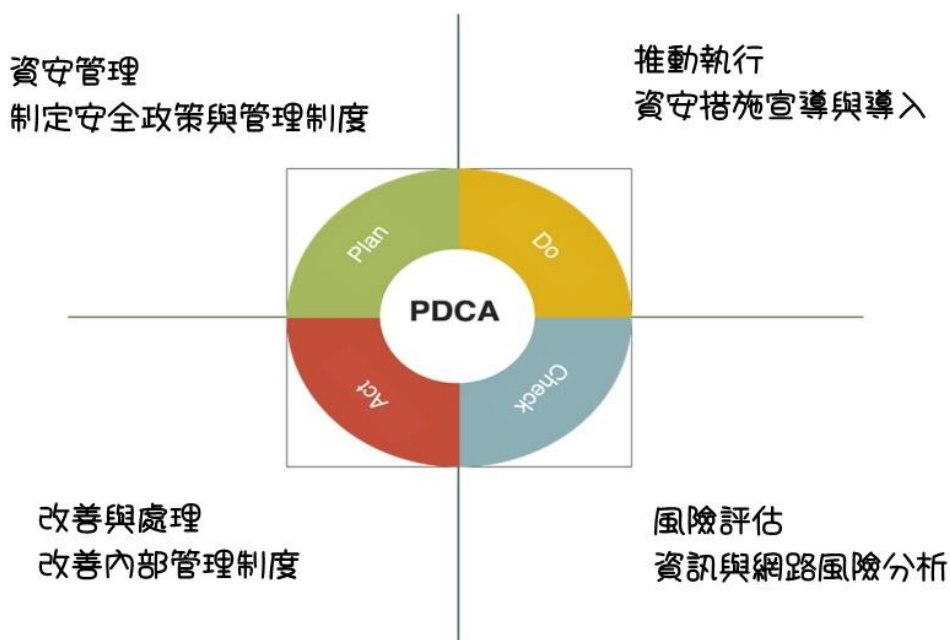 資安管理
制定安全政策與管理制度
推動執行
資安措施宣導與導入
Plan
Do
PDCA
Act
Check
改善與處理
改善內部管理制度
風險評估
資訊與網路風險分析